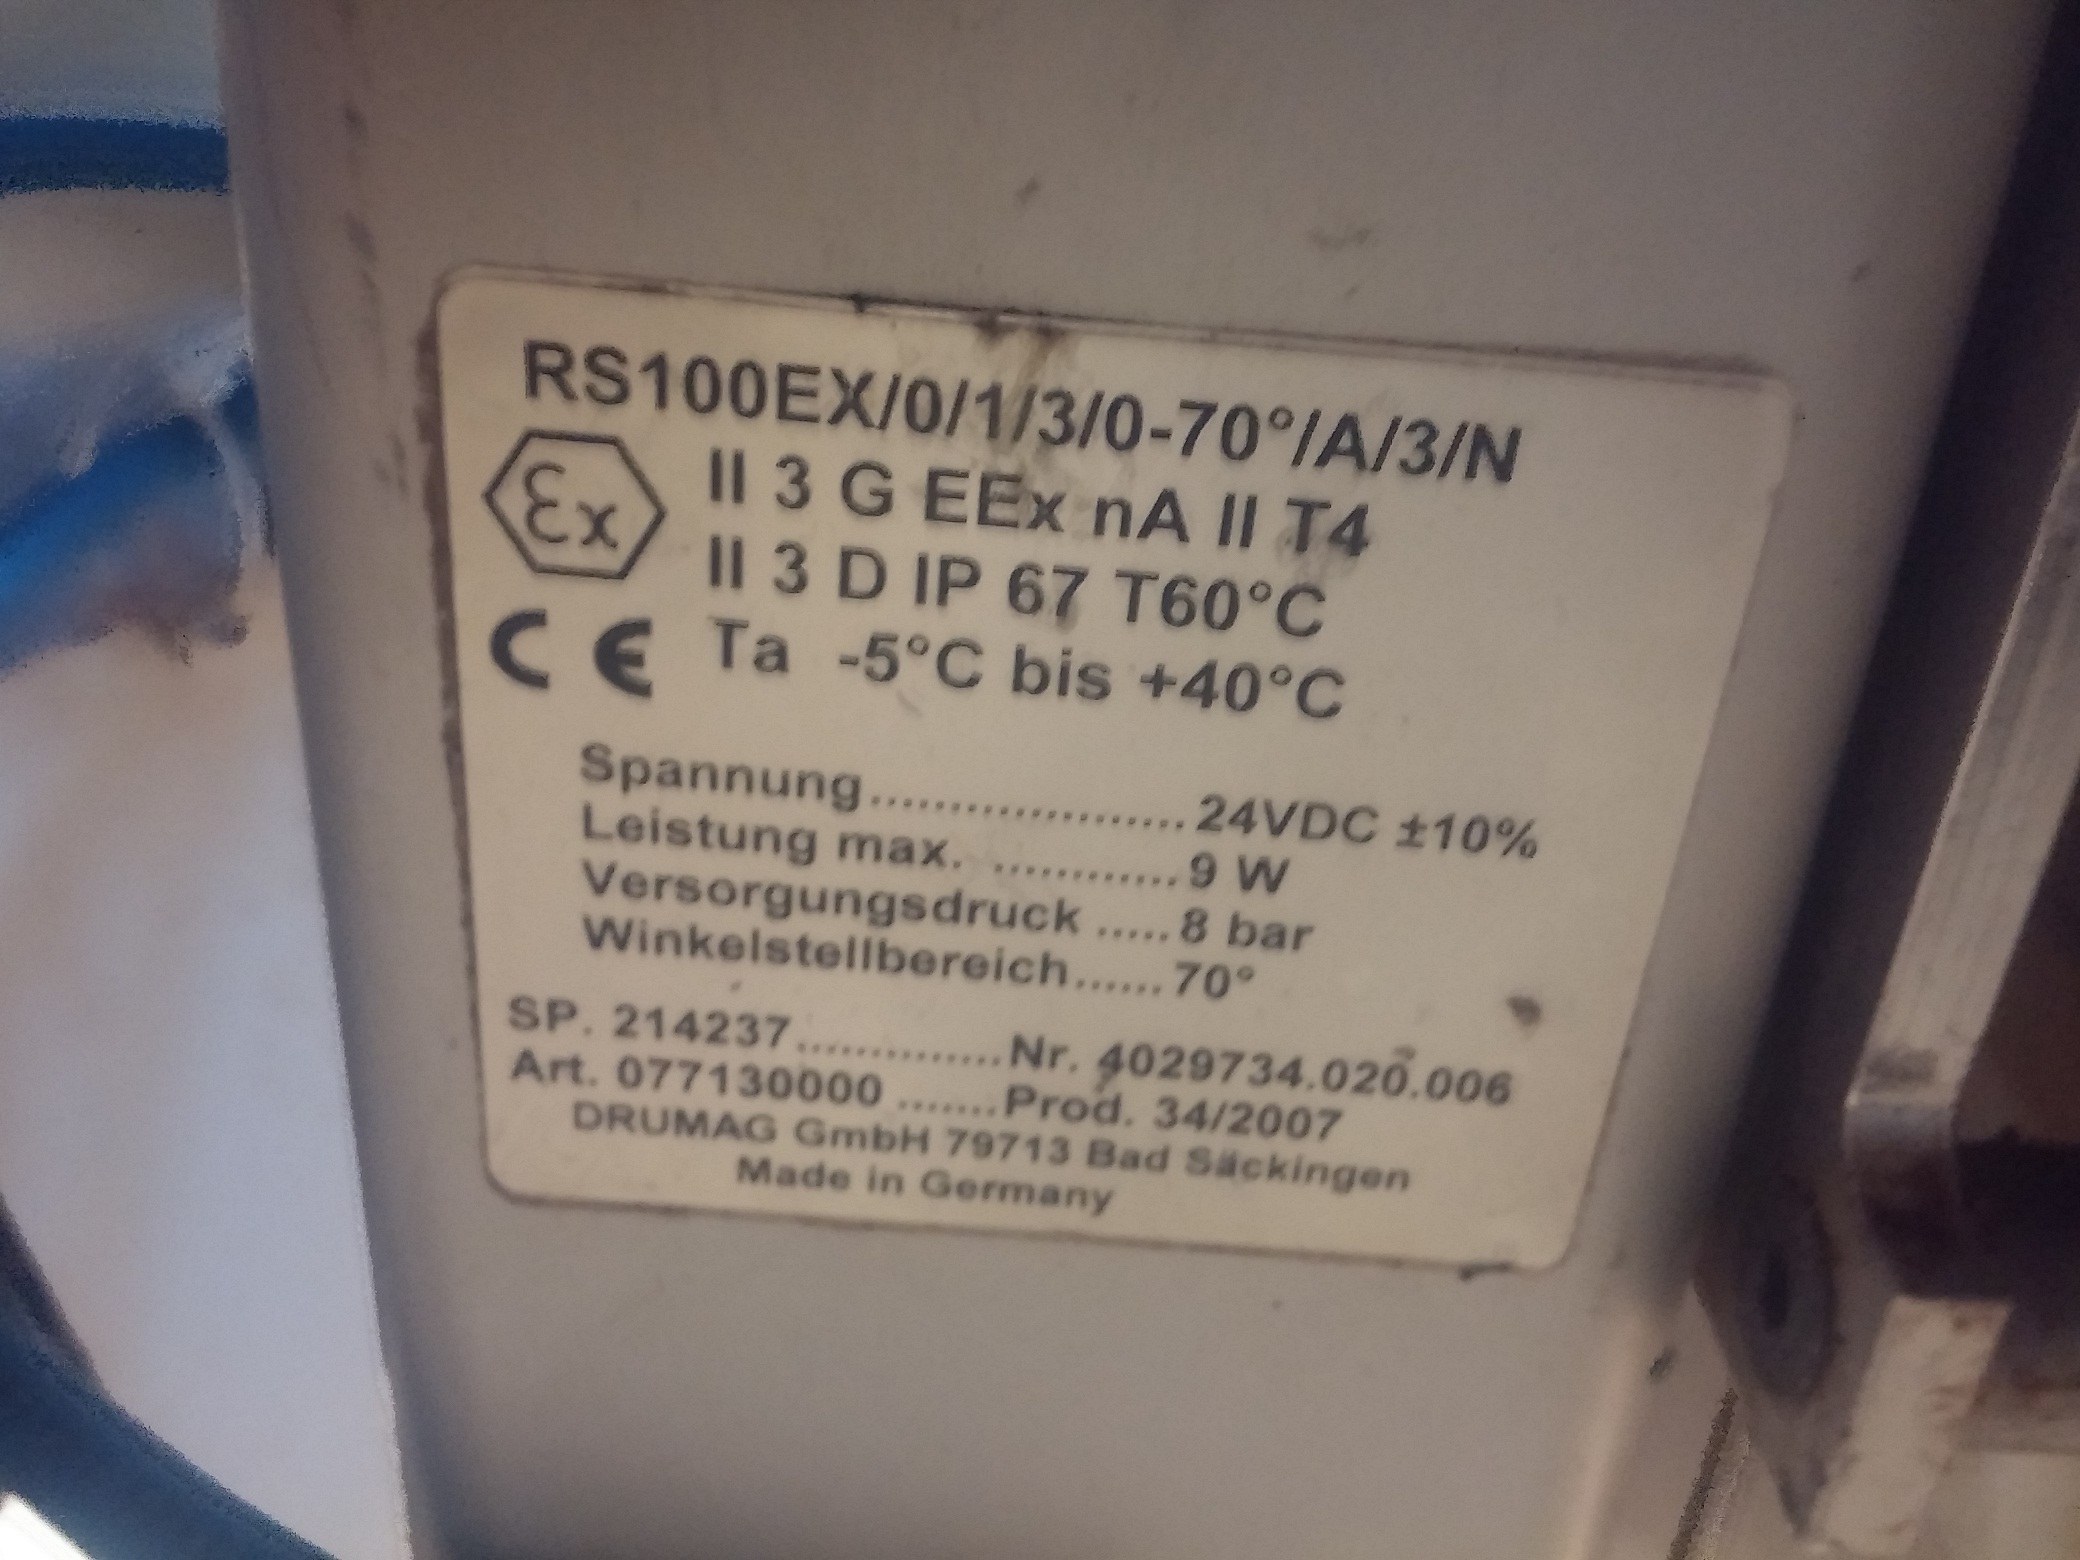 RS100EX/0/1/3/0-70°/A/3/N
Ex II 3 G EEx nA II T4
II 3 D IP 67 T60°C
CE Ta -5°C bis +40°C
Spannung....................24VDC ±10%
Leistung max. ............9 W
Versorgungsdruck .....8 bar
Winkelstellbereich......70°
SP. 214237..............Nr. 4029734.020.006
Art. 077130000 .......Prod. 34/2007
DRUMAG GmbH 79713 Bad Säckingen
Made in Germany